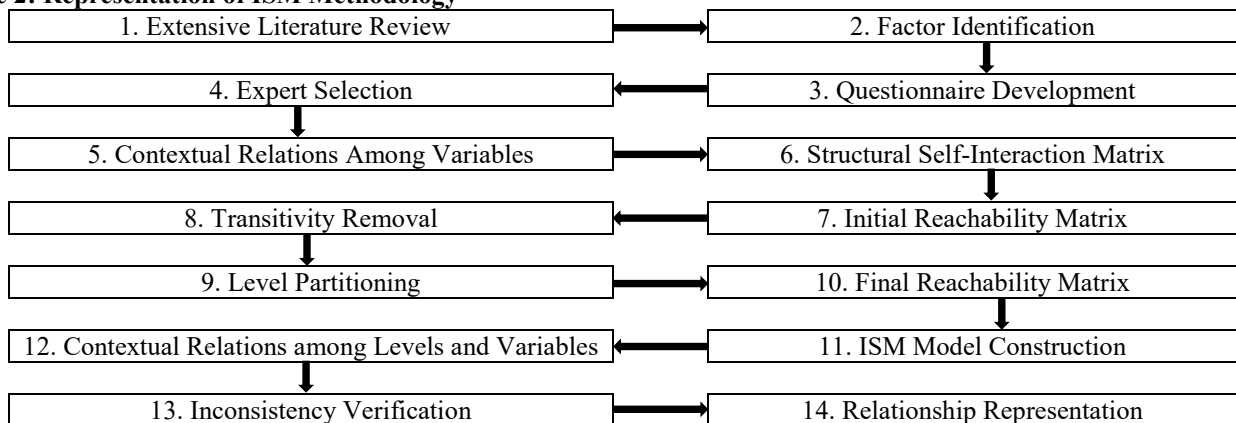 2: Representation of ISM Methodology
1. Extensive Literature Review
2. Factor Identification
4. Expert Selection
3. Questionnaire Development
5. Contextual Relations Among Variables
6. Structural Self-Interaction Matrix
8. Transitivity Removal
7. Initial Reachability Matrix
9. Level Partitioning
10. Final Reachability Matrix
12. Contextual Relations among Levels and Variables
11. ISM Model Construction
13. Inconsistency Verification
14. Relationship Representation